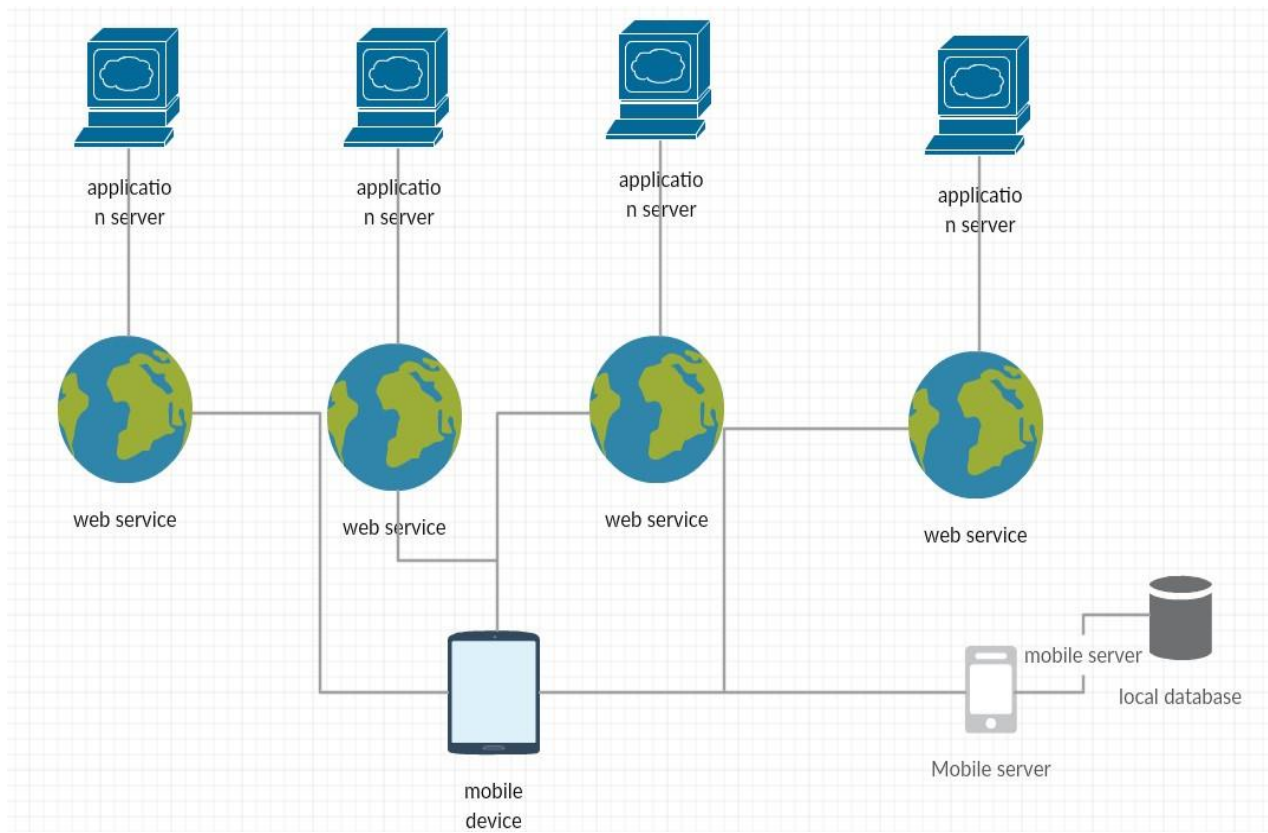 applicatio
n server
applicatio
n server
applicatio
n server
applicatio
n server
web service
web service
web service
web service
mobile server
local database
Mobile server
mobile
device